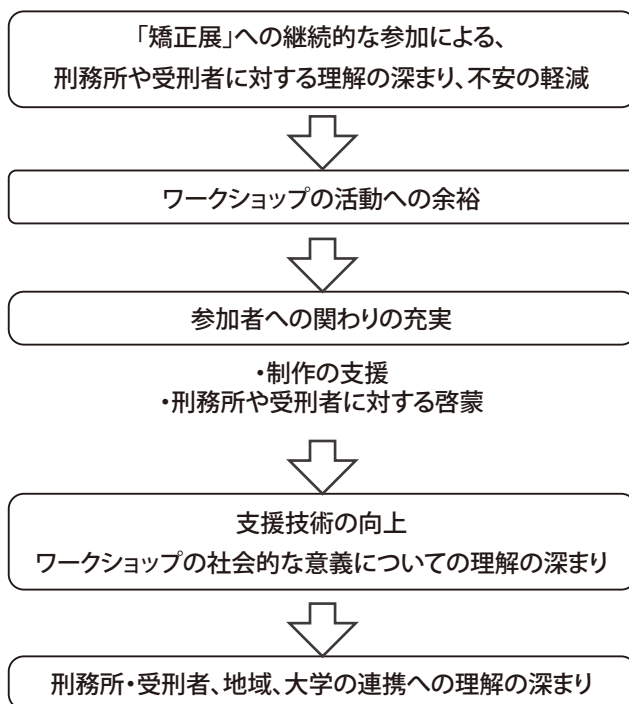 「矯正展」への継続的な参加による、
刑務所や受刑者に対する理解の深まり、不安の軽減
ワークショップの活動への余裕
参加者への関わりの充実
・制作の支援
・刑務所や受刑者に対する啓蒙
支援技術の向上
ワークショップの社会的な意義についての理解の深まり
刑務所・受刑者、地域、大学の連携への理解の深まり